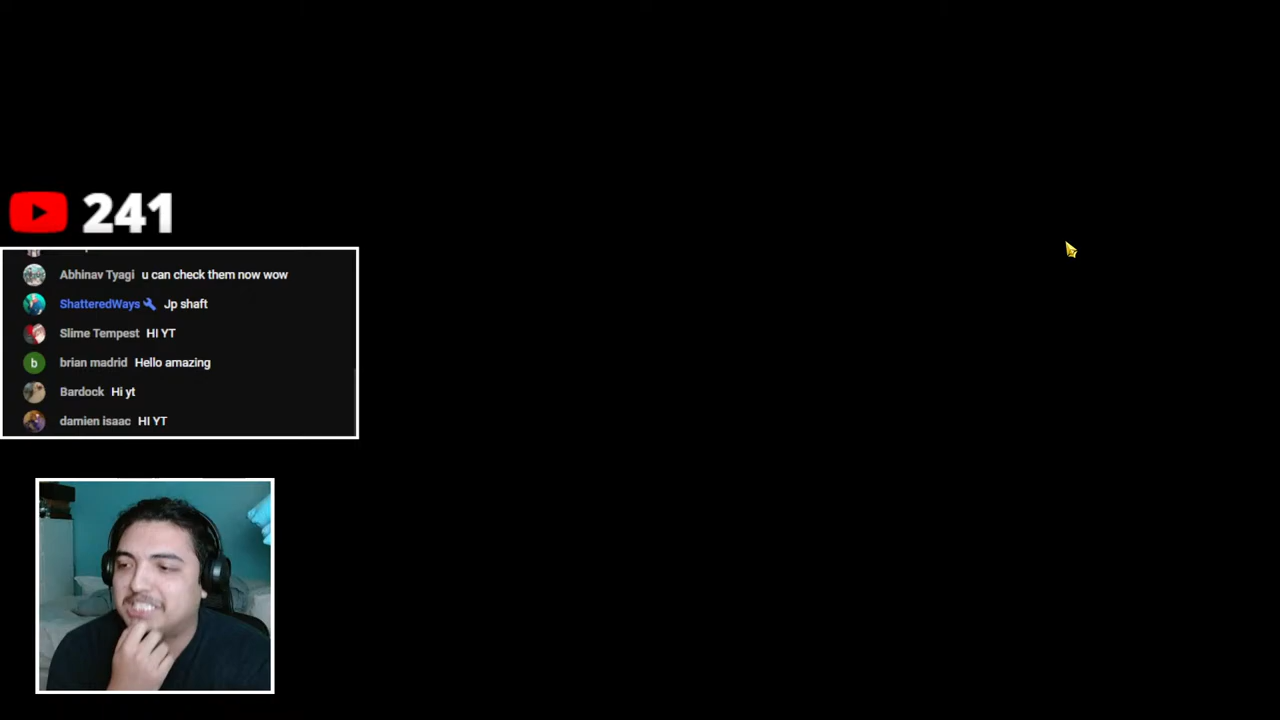 241
Abhinav Tyagi u can check them now wow
ShatteredWays Jp shaft
Slime Tempest HI YT
b brian madrid Hello amazing
Bardock Hi yt
damien isaac HI YT